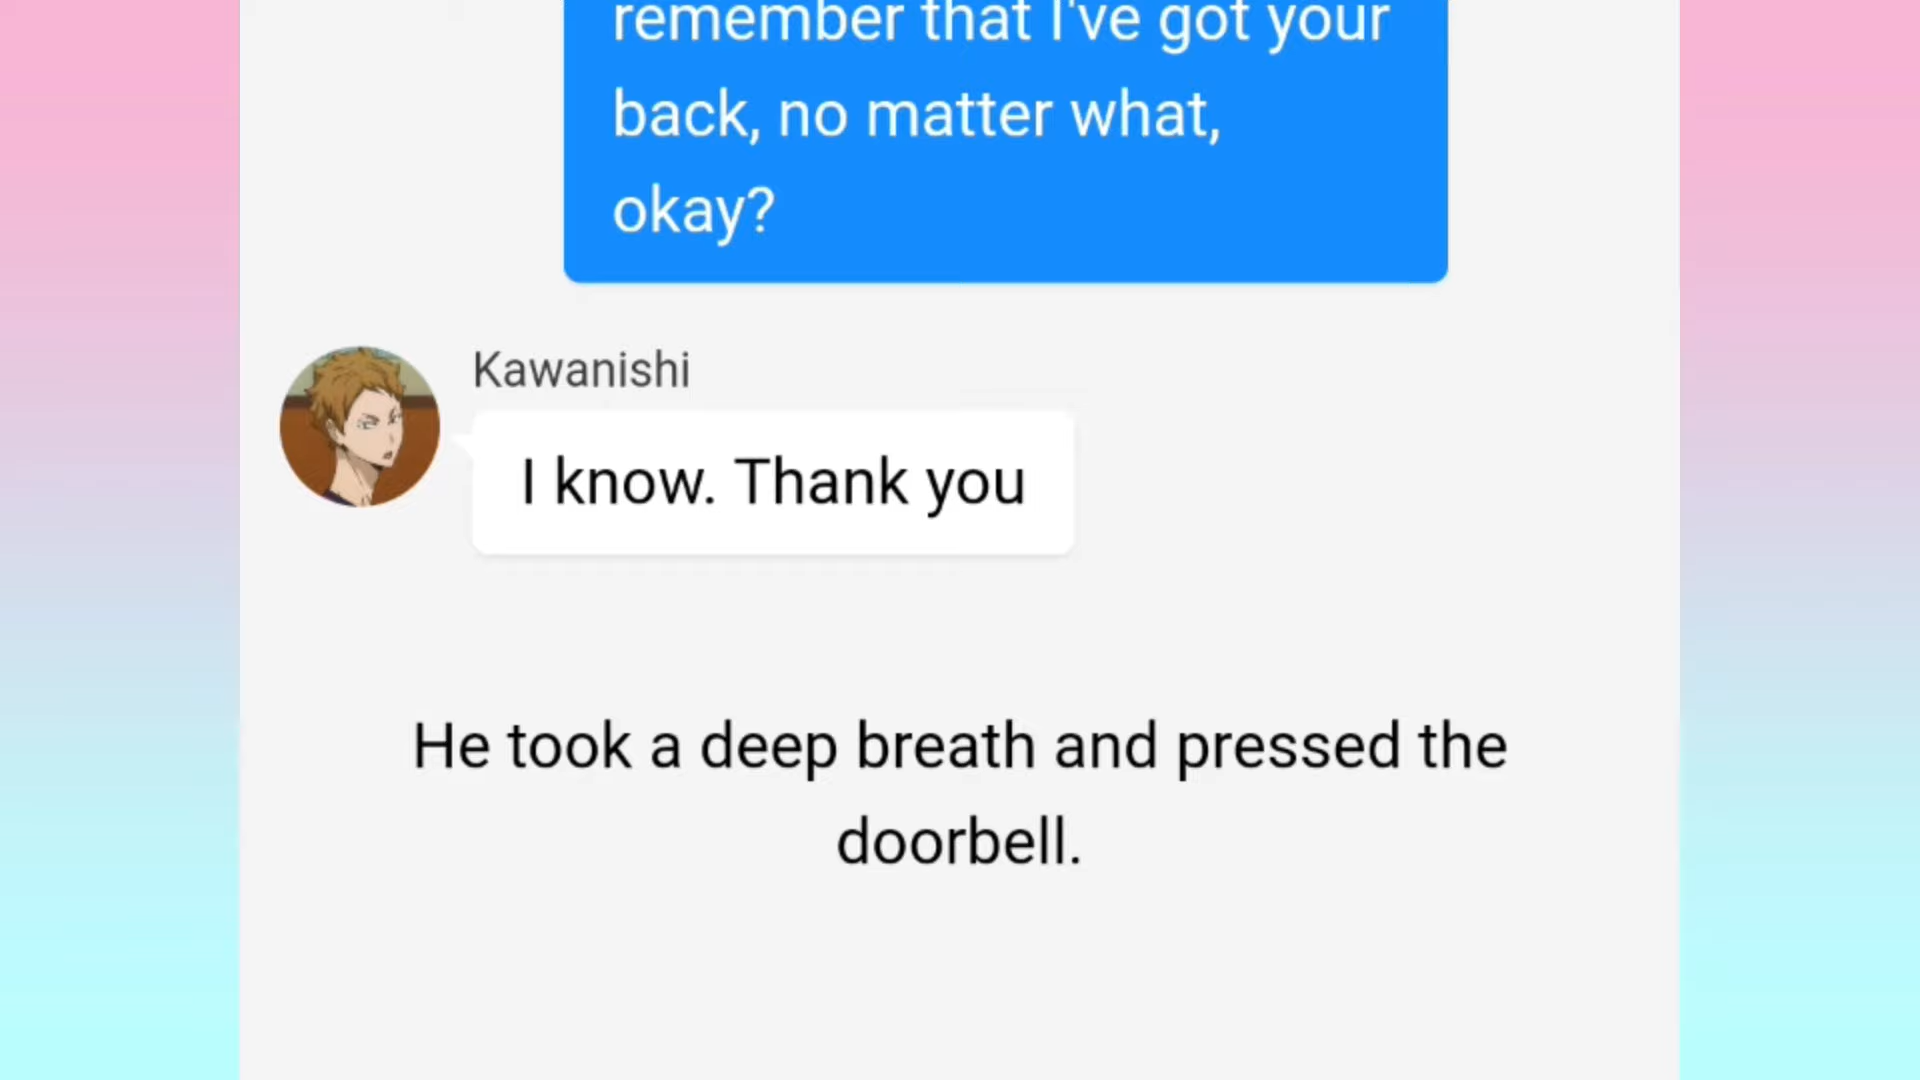 remember that I've got your
back, no matter what,
okay?
Kawanishi
I know. Thank you
He took a deep breath and pressed the
doorbell.